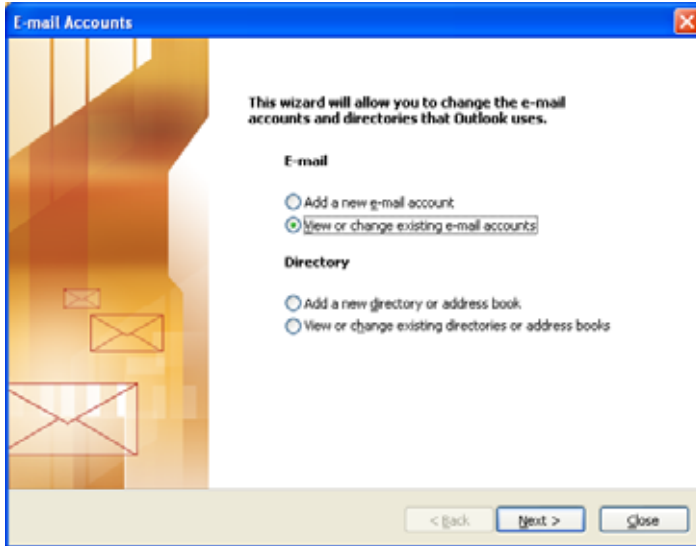 E-mail Accounts
This wizard will allow you to change the e-mail
accounts and directories that Outlook uses.
E-mail
Add a new e-mail account
View or change existing e-mail accounts
Directory
Add a new directory or address book
View or change existing directories or address books
< Back
Next >
Close